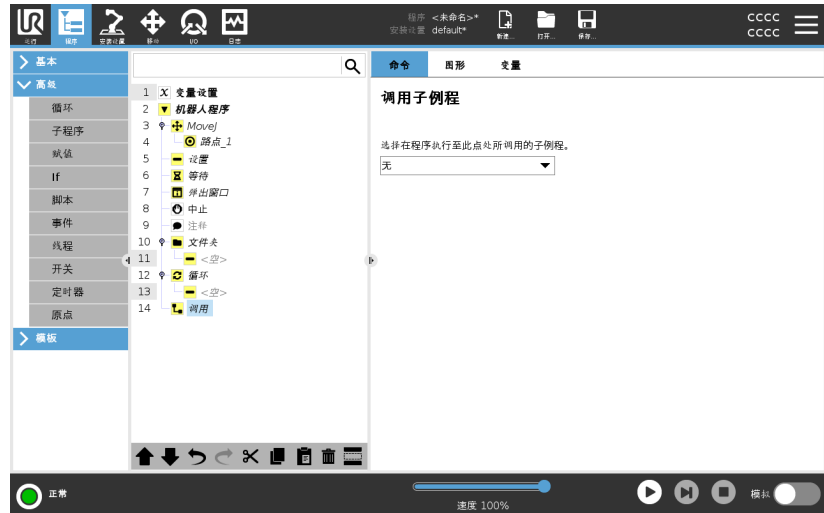 UR
运行
程序
安装设置
移动
I/O
日志
程序 <未命名>*
安装设置 default*
新建...
打开...
保存...
CCCC
CCCC
基本
高级
循环
子程序
赋值
If
脚本
事件
线程
开关
定时器
原点
模板
1 X 变量设置
2 机器人程序
3 MoveJ
4 路点_1
5 设置
6 等待
7 弹出窗口
8 中止
9 注释
10 文件夹
11 <空>
12 循环
13 <空>
14 调用
命令 图形 变量
调用子例程
选择在程序执行至此点处所调用的子例程。
无
正常
速度 100%
模拟